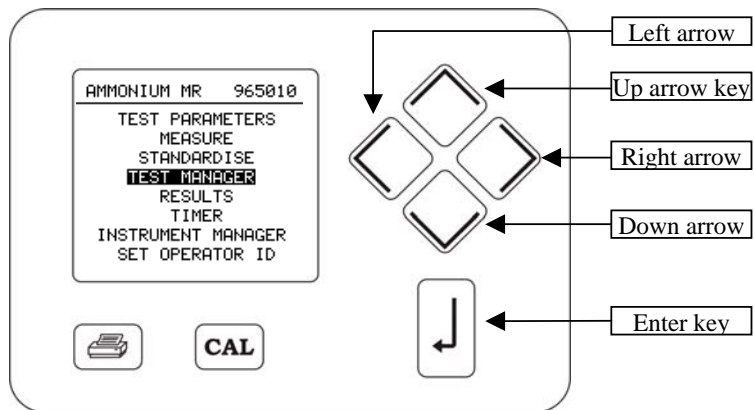 AMMONIUM MR 965010
TEST PARAMETERS
MEASURE
STANDARDISE
TEST MANAGER
RESULTS
TIMER
INSTRUMENT MANAGER
SET OPERATOR ID
CAL
Left arrow
Up arrow key
Right arrow
Down arrow
Enter key